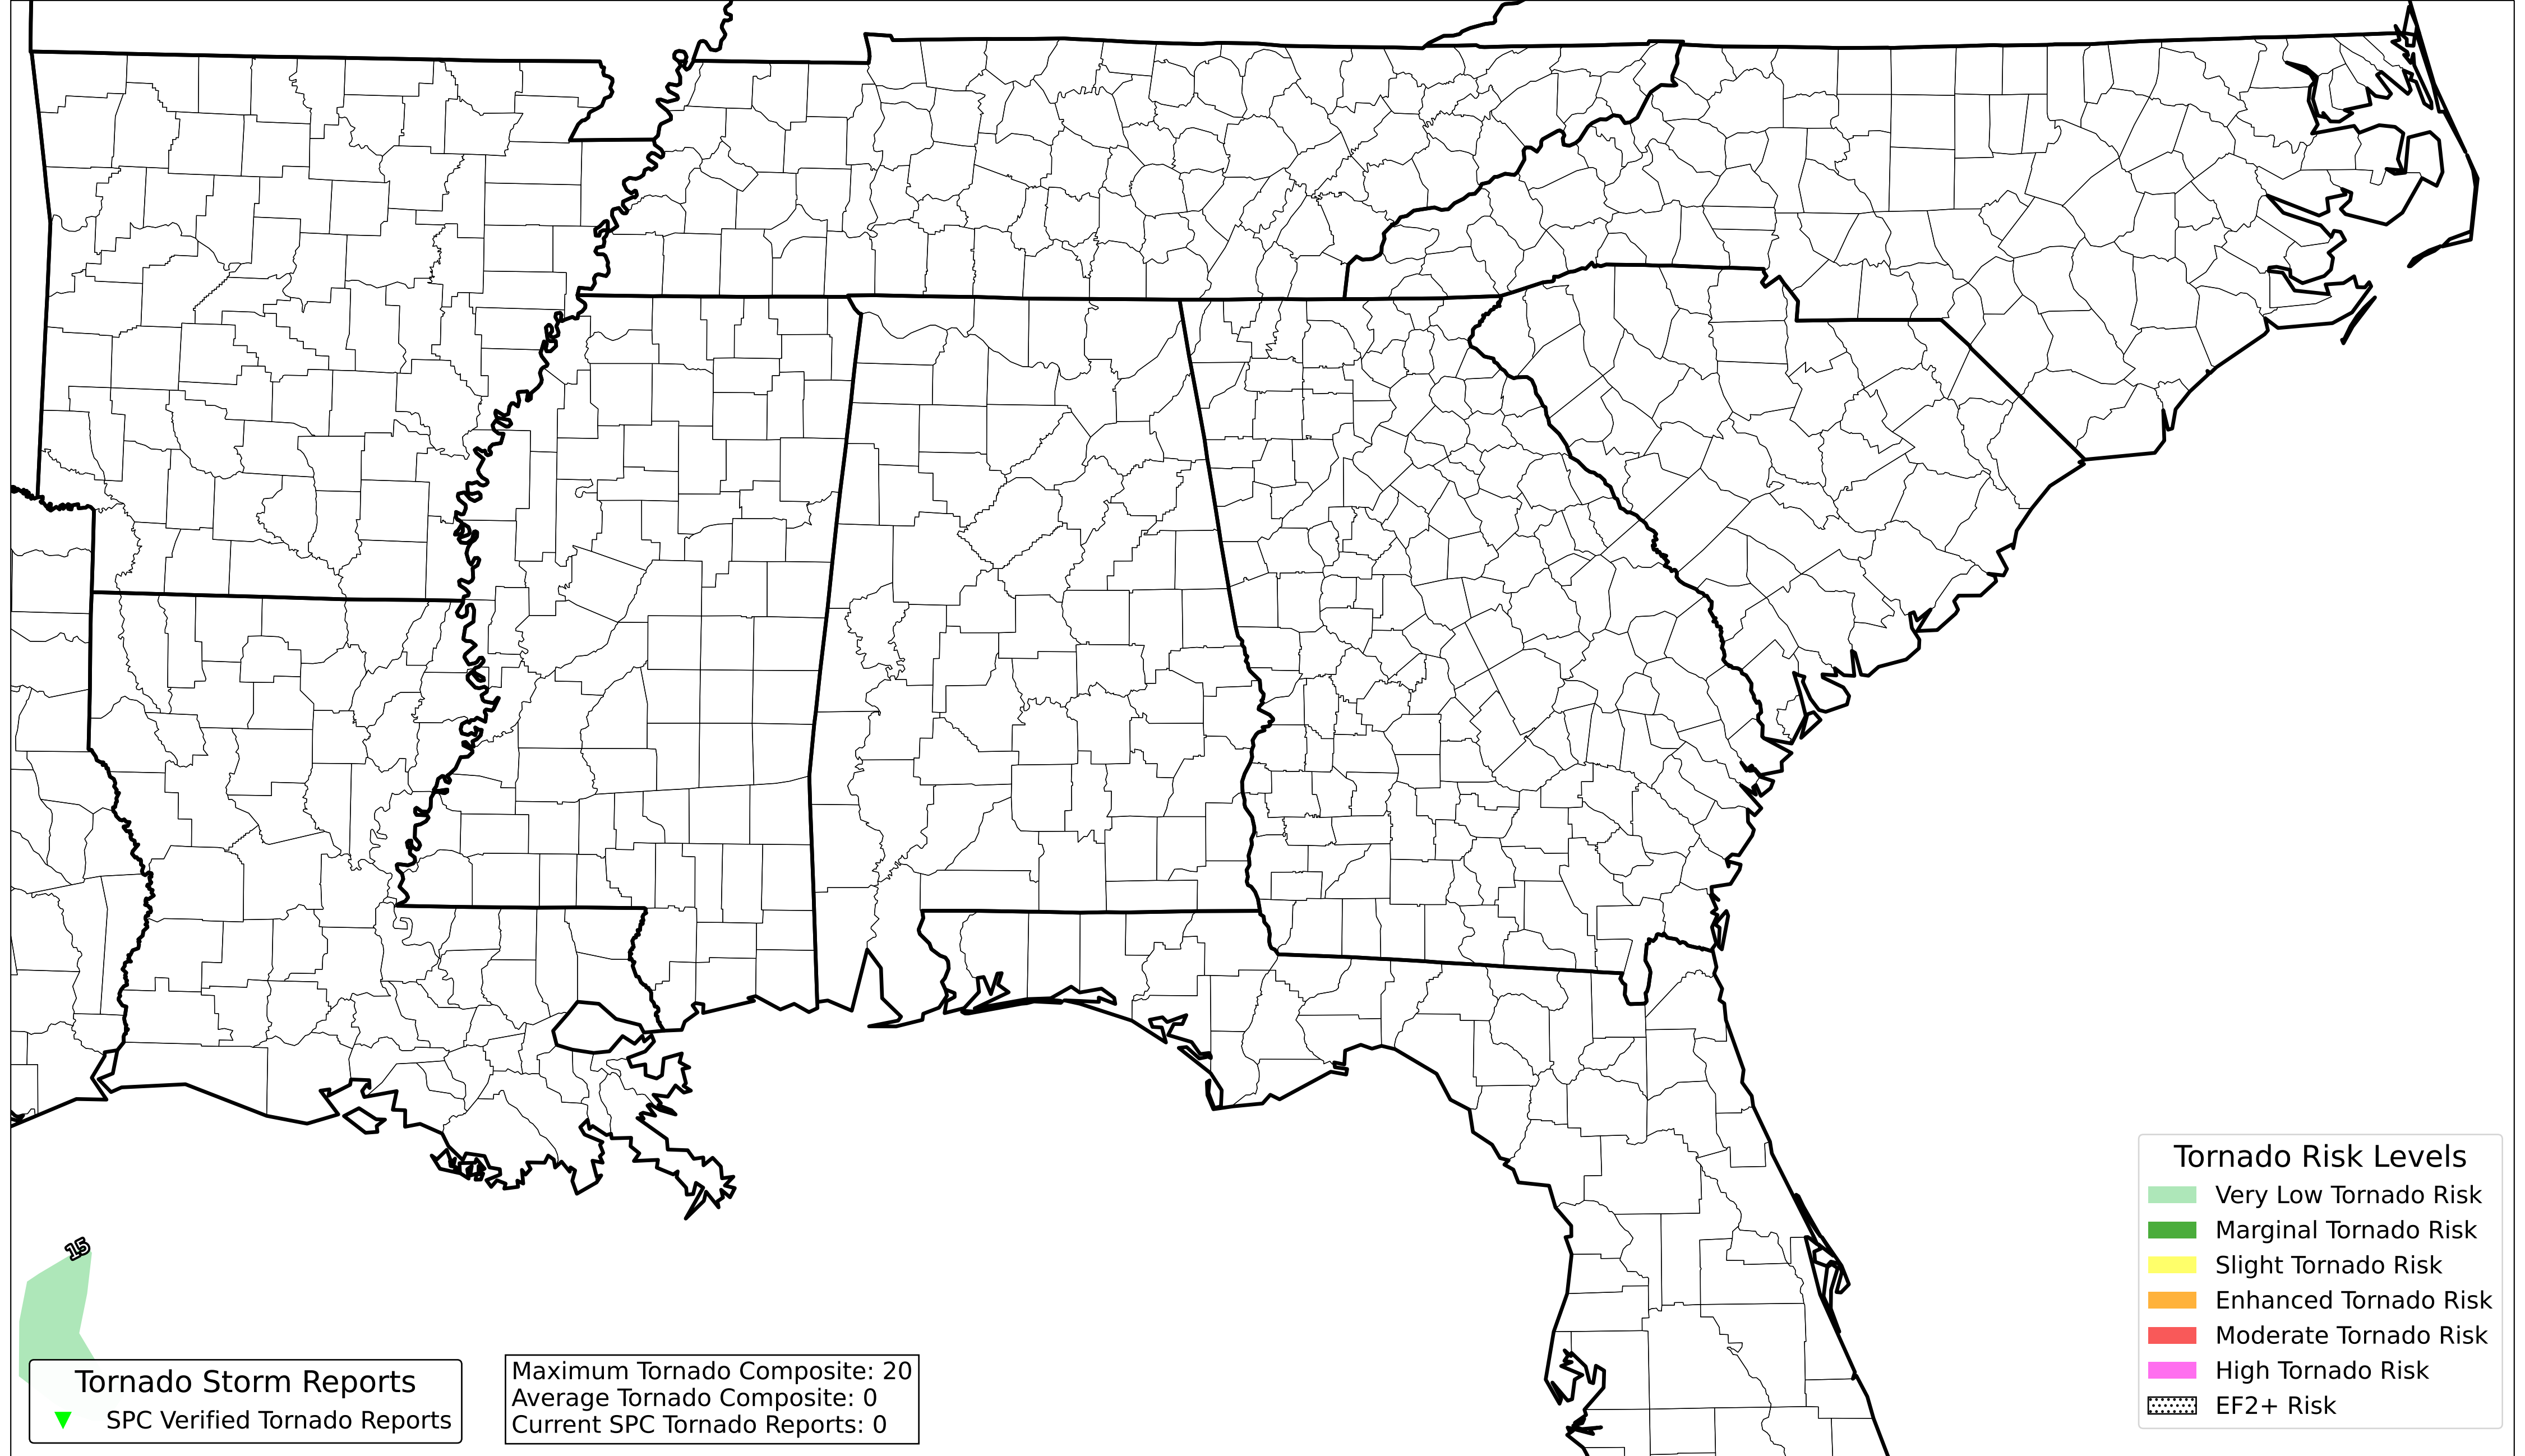 15
Tornado Storm Reports
SPC Verified Tornado Reports
Maximum Tornado Composite: 20
Average Tornado Composite: 0
Current SPC Tornado Reports: 0
Tornado Risk Levels
Very Low Tornado Risk
Marginal Tornado Risk
Slight Tornado Risk
Enhanced Tornado Risk
Moderate Tornado Risk
High Tornado Risk
EF2+ Risk